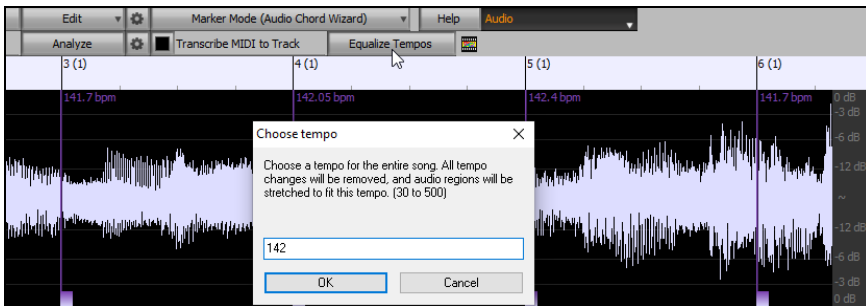 Edit Marker Mode (Audio Chord Wizard) Help Audio
Analyze Transcribe MIDI to Track Equalize Tempos
3 (1) 4 (1) 5 (1) 6 (1)
141.7 bpm 142.05 bpm 142.4 bpm 141.7 bpm 0 dB
-3 dB
-6 dB
-12 dB
~
-12 dB
-6 dB
-3 dB
0 dB
Choose tempo
Choose a tempo for the entire song. All tempo
changes will be removed, and audio regions will be
stretched to fit this tempo. (30 to 500)
142
OK Cancel